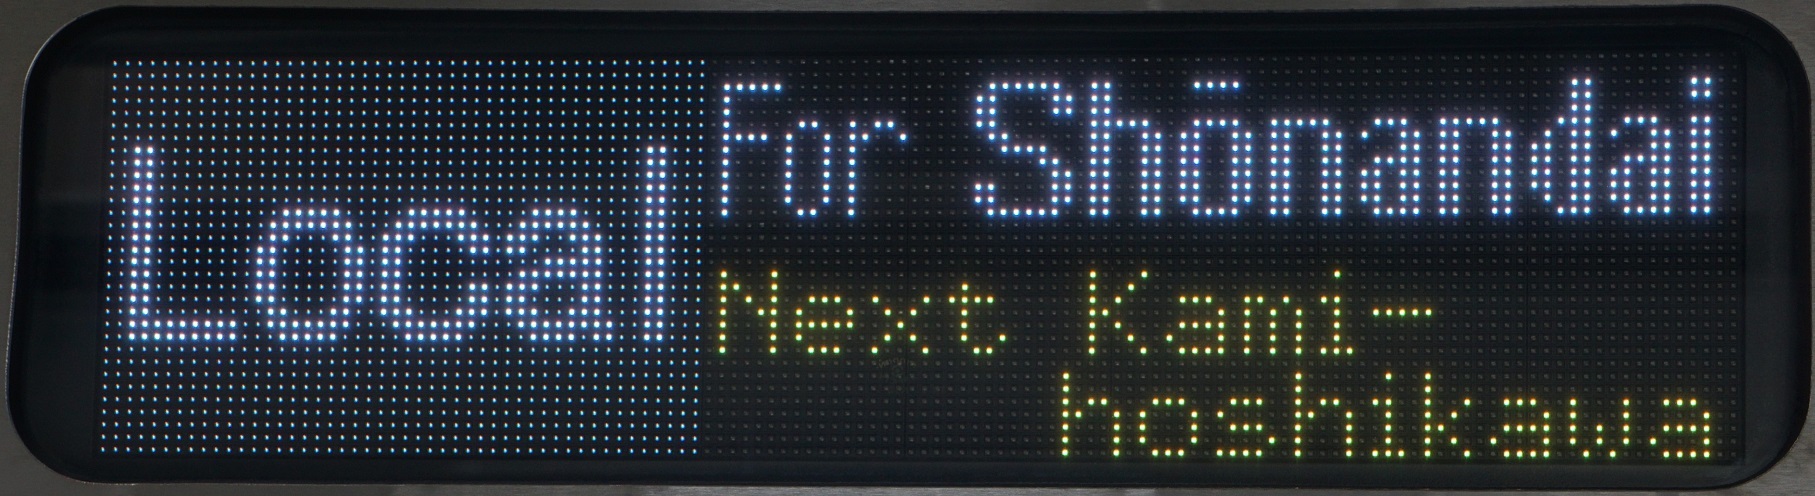 Local
For Shōnandai
Next Kami-
hoshikawa